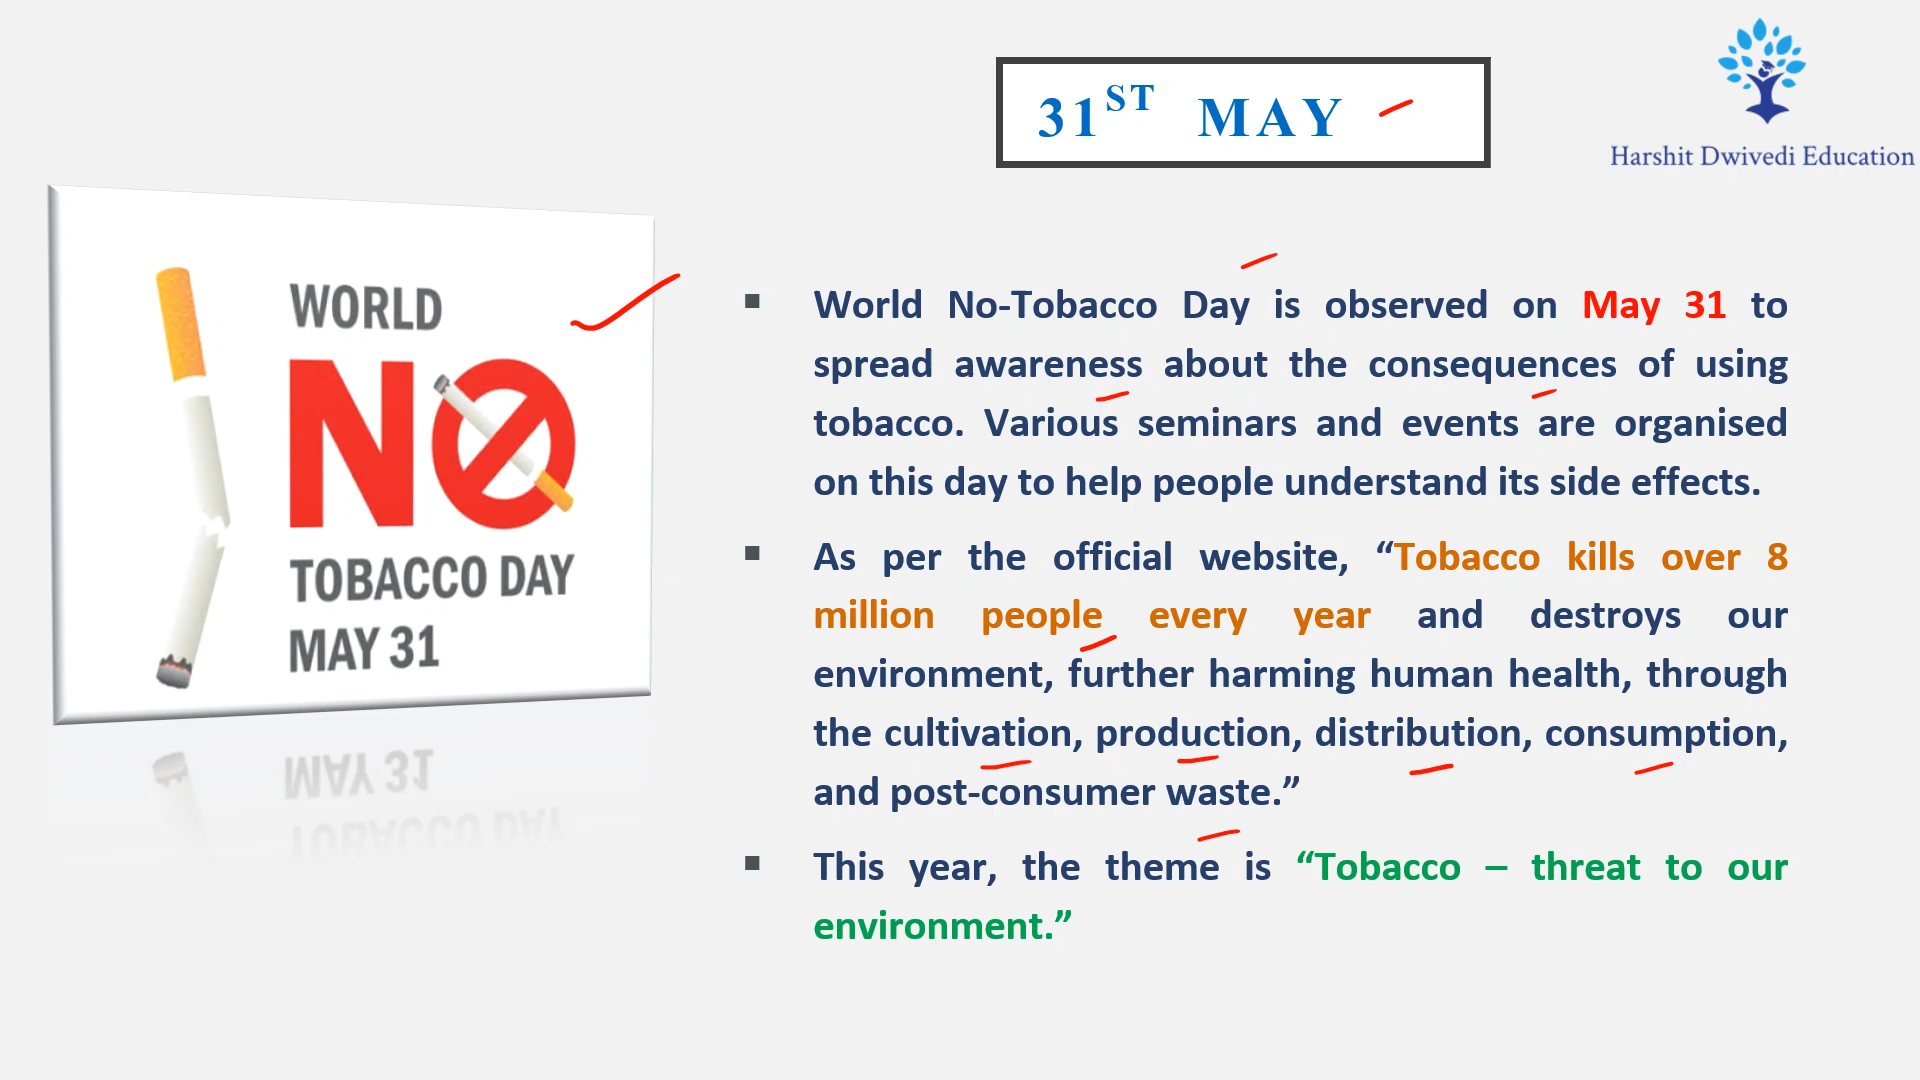 31ST MAY
Harshit Dwivedi Education
WORLD
NO
TOBACCO DAY
MAY 31
▪ World No-Tobacco Day is observed on May 31 to
spread awareness about the consequences of using
tobacco. Various seminars and events are organised
on this day to help people understand its side effects.
▪ As per the official website, “Tobacco kills over 8
million people every year and destroys our
environment, further harming human health, through
the cultivation, production, distribution, consumption,
and post-consumer waste.”
▪ This year, the theme is “Tobacco – threat to our
environment.”